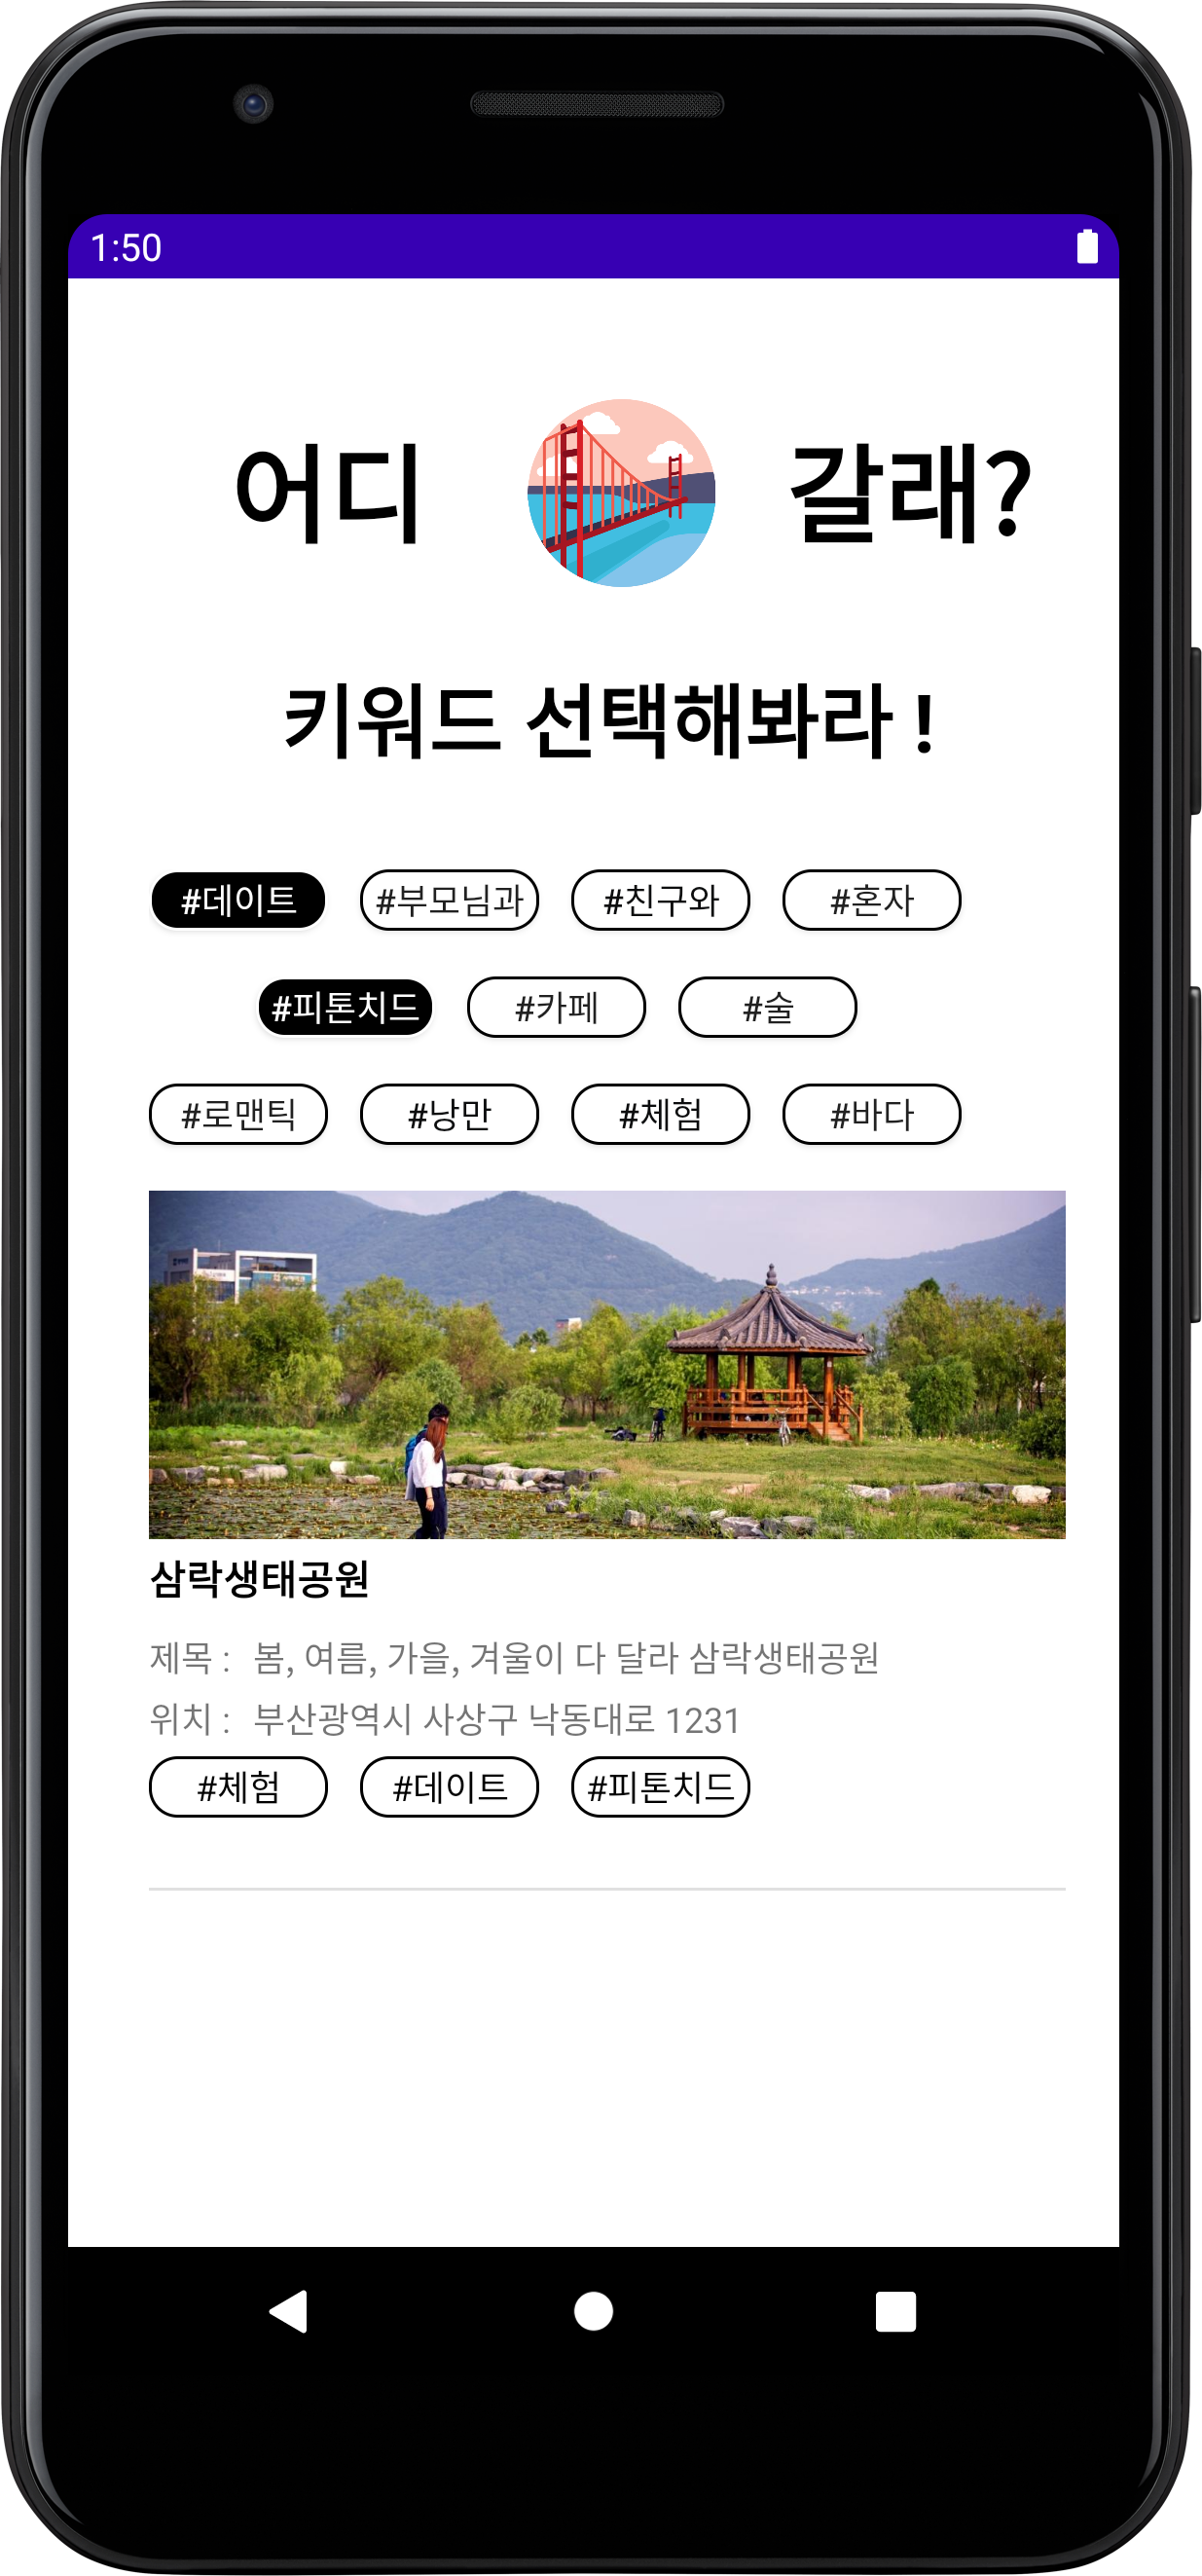 1:50
어디 갈래?
키워드 선택해봐라 !
#데이트 #부모님과 #친구와 #혼자
#피톤치드 #카페 #술
#로맨틱 #낭만 #체험 #바다
삼락생태공원
제목 : 봄, 여름, 가을, 겨울이 다 달라 삼락생태공원
위치 : 부산광역시 사상구 낙동대로 1231
#체험 #데이트 #피톤치드